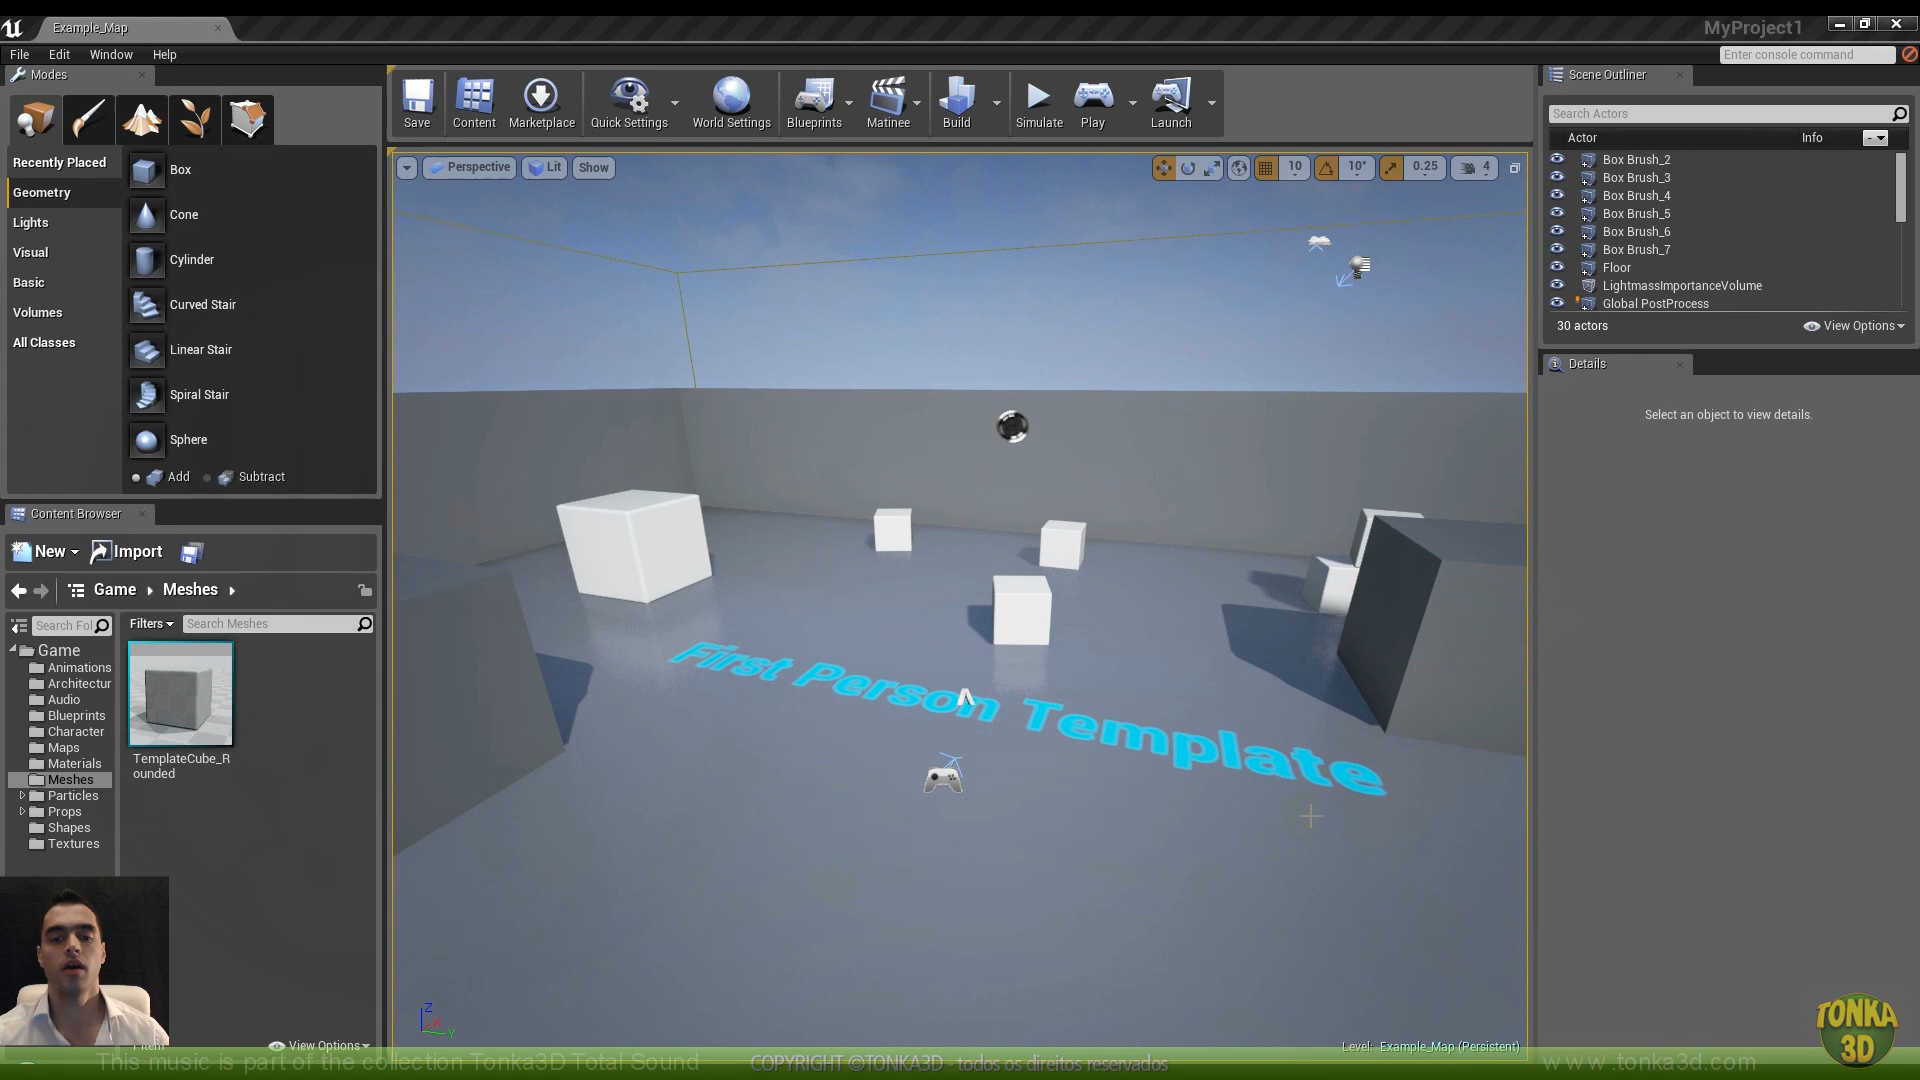 Example_Map
MyProject1
File Edit Window Help
Enter console command
Modes
Save Content Marketplace Quick Settings World Settings Blueprints Matinee Build Simulate Play Launch
Scene Outliner
Search Actors
Actor Info
Box Brush_2
Box Brush_3
Box Brush_4
Box Brush_5
Box Brush_6
Box Brush_7
Floor
LightmassImportanceVolume
Global PostProcess
30 actors View Options
Details
Select an object to view details.
Recently Placed
Geometry
Lights
Visual
Basic
Volumes
All Classes
Box
Cone
Cylinder
Curved Stair
Linear Stair
Spiral Stair
Sphere
Add Subtract
Perspective Lit Show 10 10° 0.25 4
First Person Template
Content Browser
New Import
Game Meshes
Search Fol Filters Search Meshes
Game
Animations
Architectur
Audio
Blueprints
Character
Maps
Materials
Meshes
Particles
Props
Shapes
Textures
TemplateCube_R
ounded
View Options
Z
Y
Level: Example_Map (Persistent)
TONKA
3D
This music is part of the collection Tonka3D Total Sound
COPYRIGHT ©TONKA3D - todos os direitos reservados
www.tonka3d.com